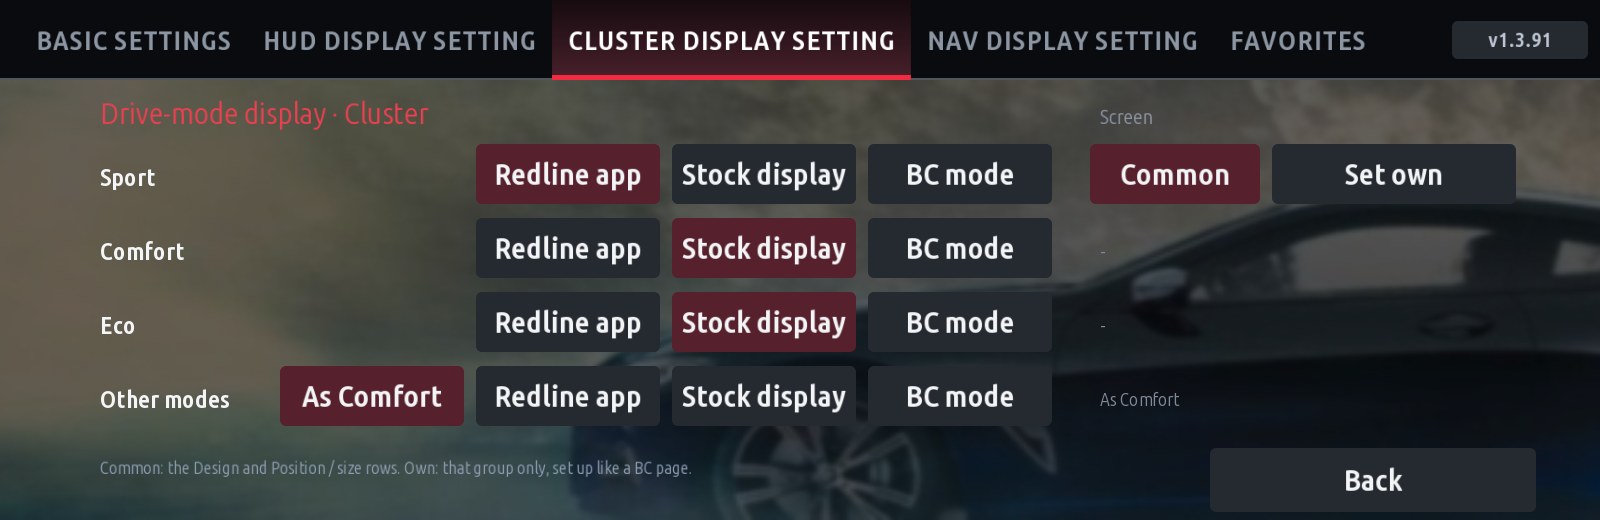 BASIC SETTINGS HUD DISPLAY SETTING CLUSTER DISPLAY SETTING NAV DISPLAY SETTING FAVORITES v1.3.91
Drive-mode display · Cluster Screen
Sport Redline app Stock display BC mode Common Set own
Comfort Redline app Stock display BC mode -
Eco Redline app Stock display BC mode -
Other modes As Comfort Redline app Stock display BC mode As Comfort
Common: the Design and Position / size rows. Own: that group only, set up like a BC page.
Back